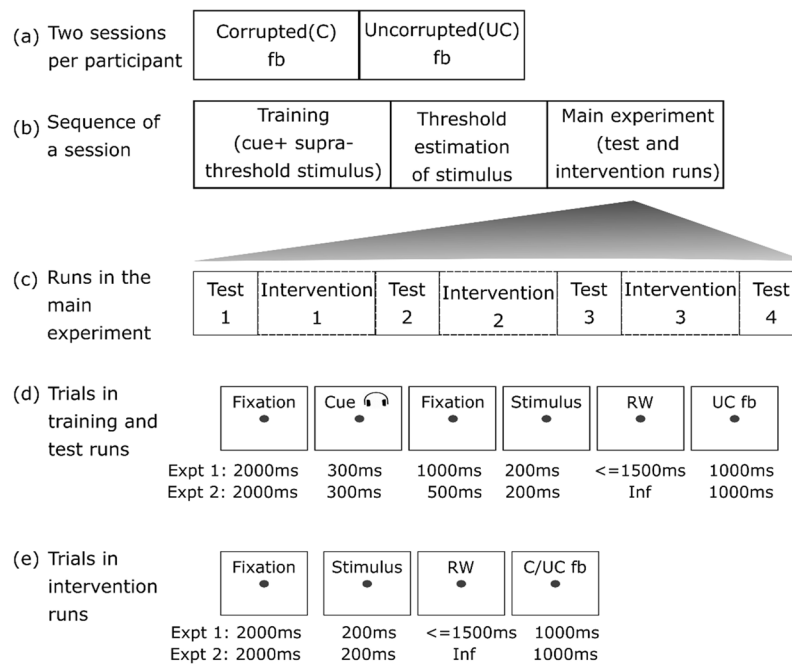 (a) Two sessions
per participant
Corrupted(C)
fb
Uncorrupted(UC)
fb
(b) Sequence of
a session
Training
(cue+ supra-
threshold stimulus)
Threshold
estimation
of stimulus
Main experiment
(test and
intervention runs)
(c) Runs in the
main
experiment
Test
1
Intervention
1
Test
2
Intervention
2
Test
3
Intervention
3
Test
4
(d) Trials in
training and
test runs
Fixation
Cue
Fixation
Stimulus
RW
UC fb
Expt 1: 2000ms 300ms 1000ms 200ms <=1500ms 1000ms
Expt 2: 2000ms 300ms 500ms 200ms Inf 1000ms
(e) Trials in
intervention
runs
Fixation
Stimulus
RW
C/UC fb
Expt 1: 2000ms 200ms <=1500ms 1000ms
Expt 2: 2000ms 200ms Inf 1000ms